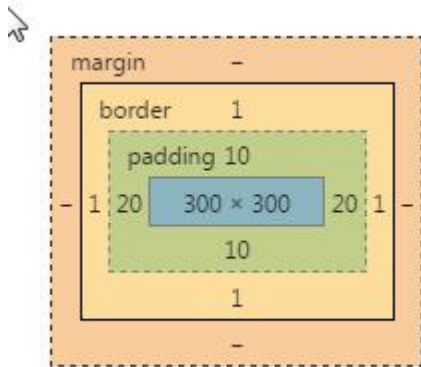 margin –
border 1
padding 10
– 1 20 300 × 300 20 1 –
10
1
–